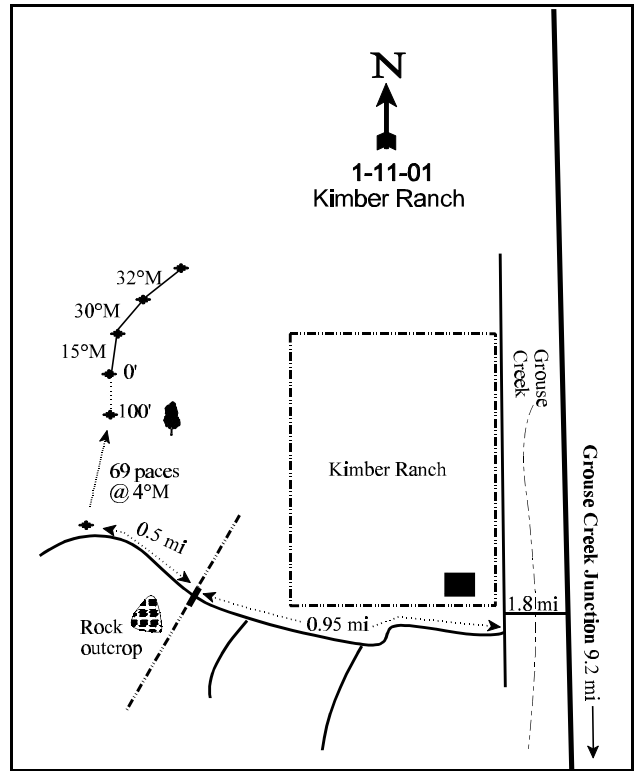 N
1-11-01
Kimber Ranch
32°M
30°M
15°M
0'
100'
69 paces
@ 4°M
0.5 mi
Rock
outcrop
0.95 mi
Kimber Ranch
1.8 mi
Grouse
Creek
Grouse Creek Junction 9.2 mi